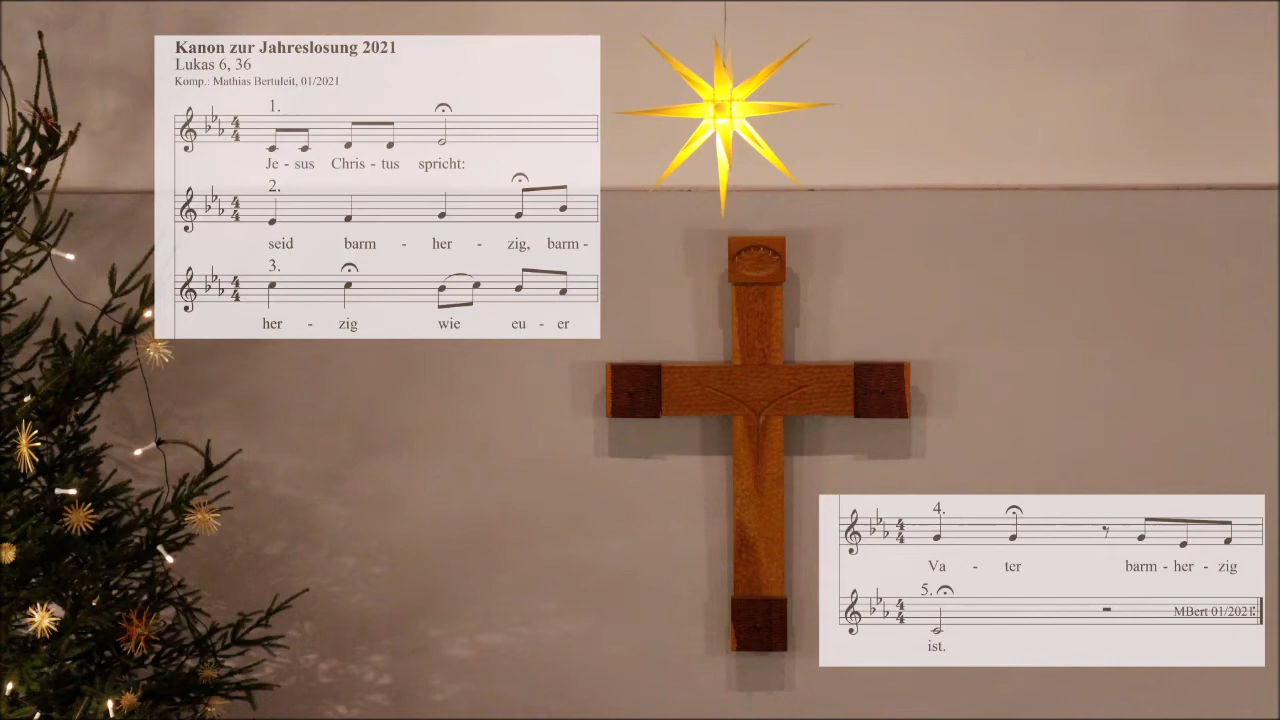 Kanon zur Jahreslosung 2021
Lukas 6, 36
Komp.: Mathias Bertuleit, 01/2021
1.
Je - sus Chris - tus spricht:
2.
seid barm - her - zig, barm -
3.
her - zig wie eu - er
4.
Va - ter barm - her - zig
5.
MBert 01/2021
ist.